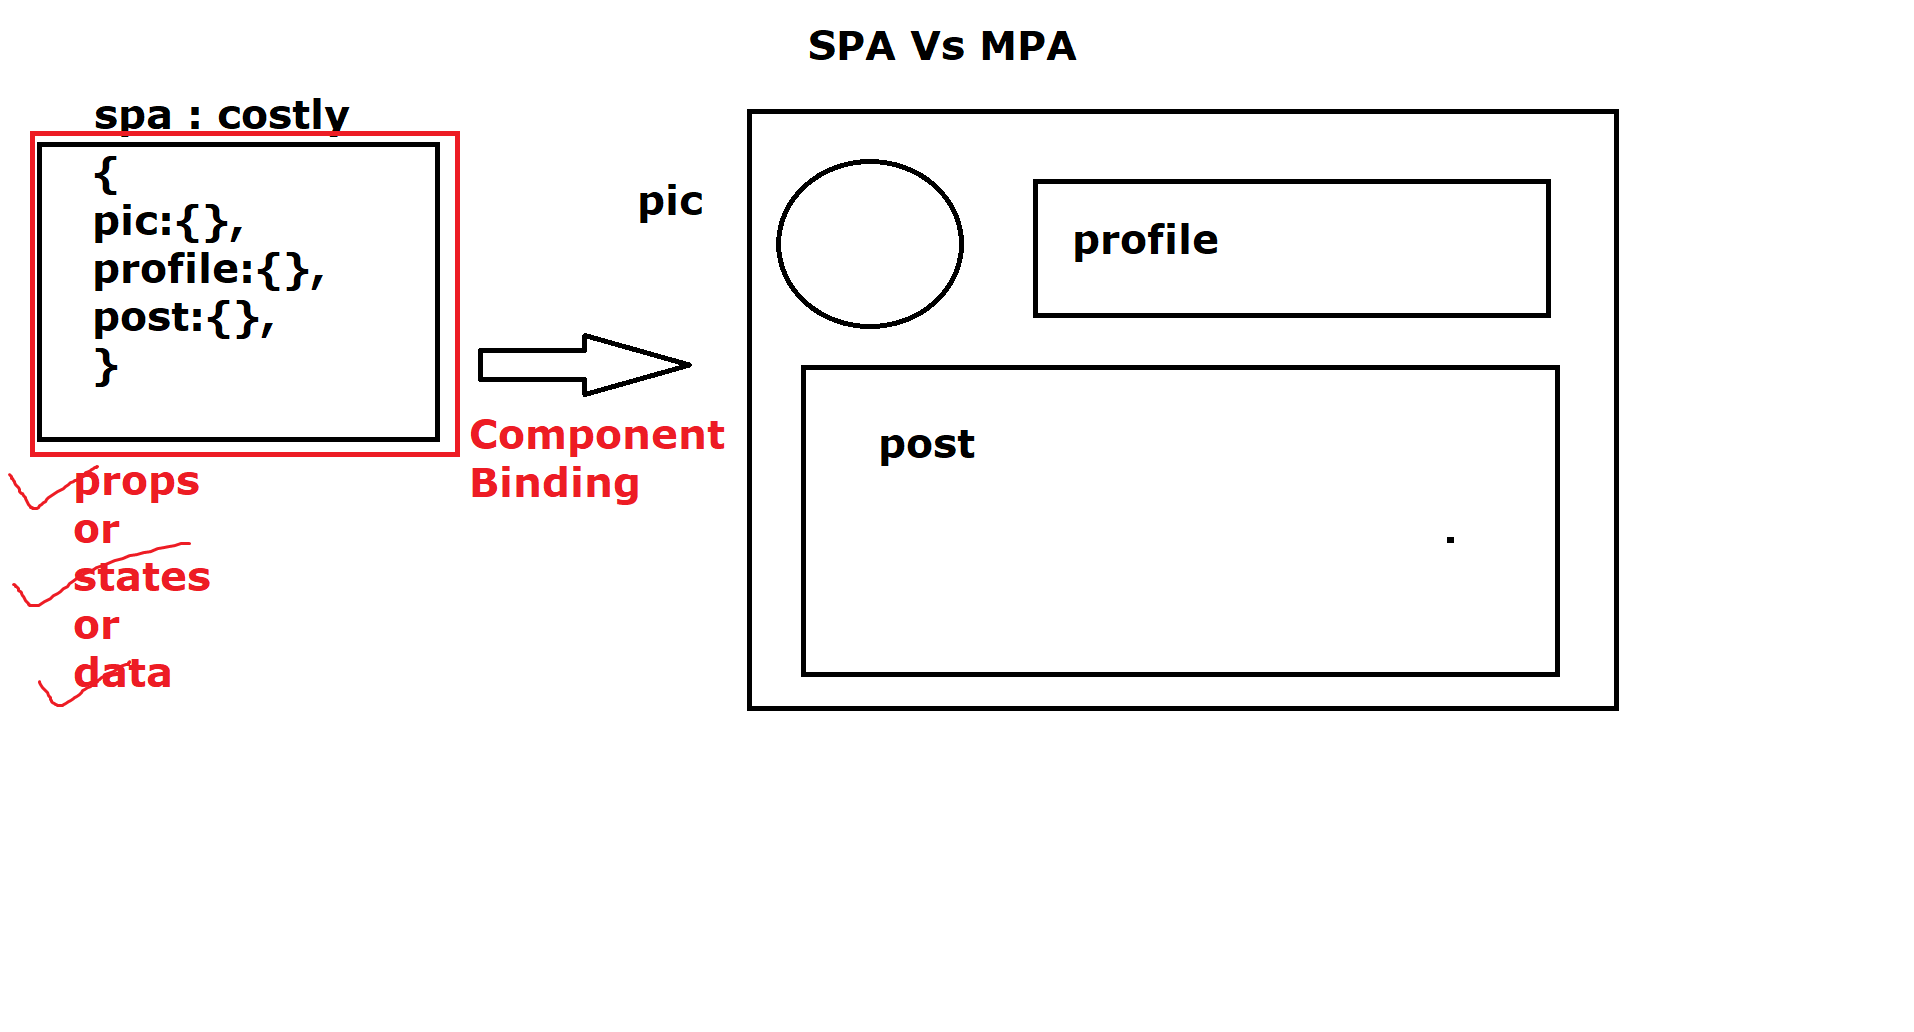 SPA Vs MPA
spa : costly
{
pic:{},
profile:{},
post:{},
}
props
or
states
or
data
Component
Binding
pic
profile
post